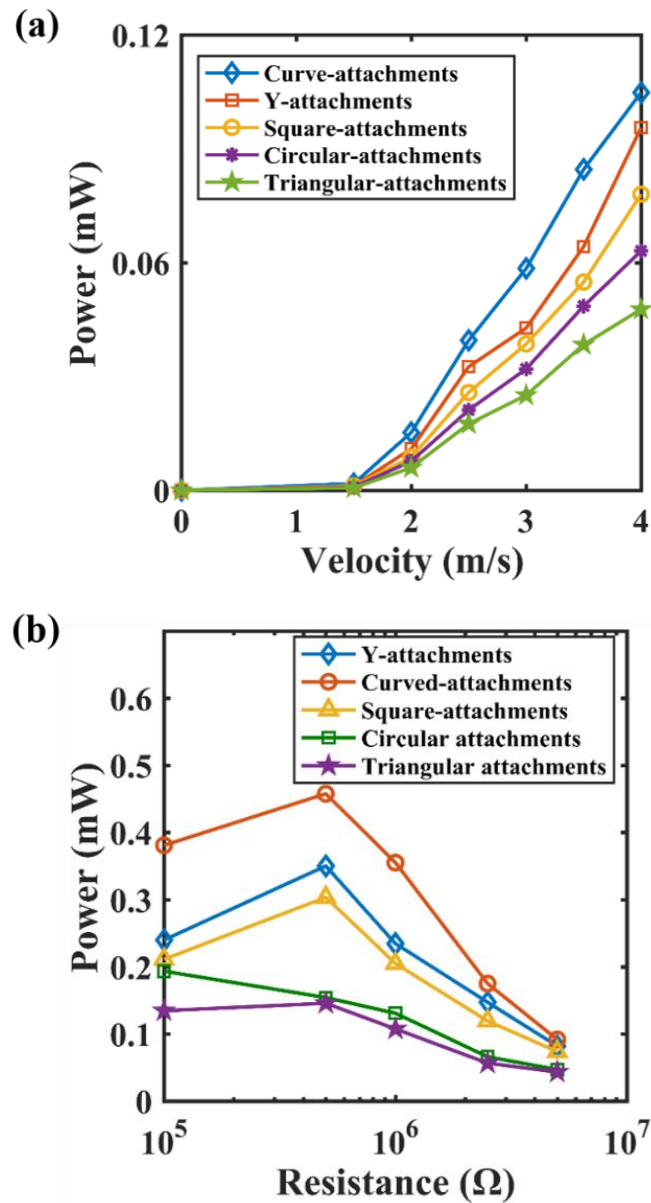 (a)
0.12
Curve-attachments
Y-attachments
Square-attachments
Circular-attachments
Triangular-attachments
0.06
0
Power (mW)
0 1 2 3 4
Velocity (m/s)
(b)
Y-attachments
Curved-attachments
Square-attachments
Circular attachments
Triangular attachments
0.6
0.5
0.4
0.3
0.2
0.1
0
Power (mW)
10^5 10^6 10^7
Resistance (Ω)